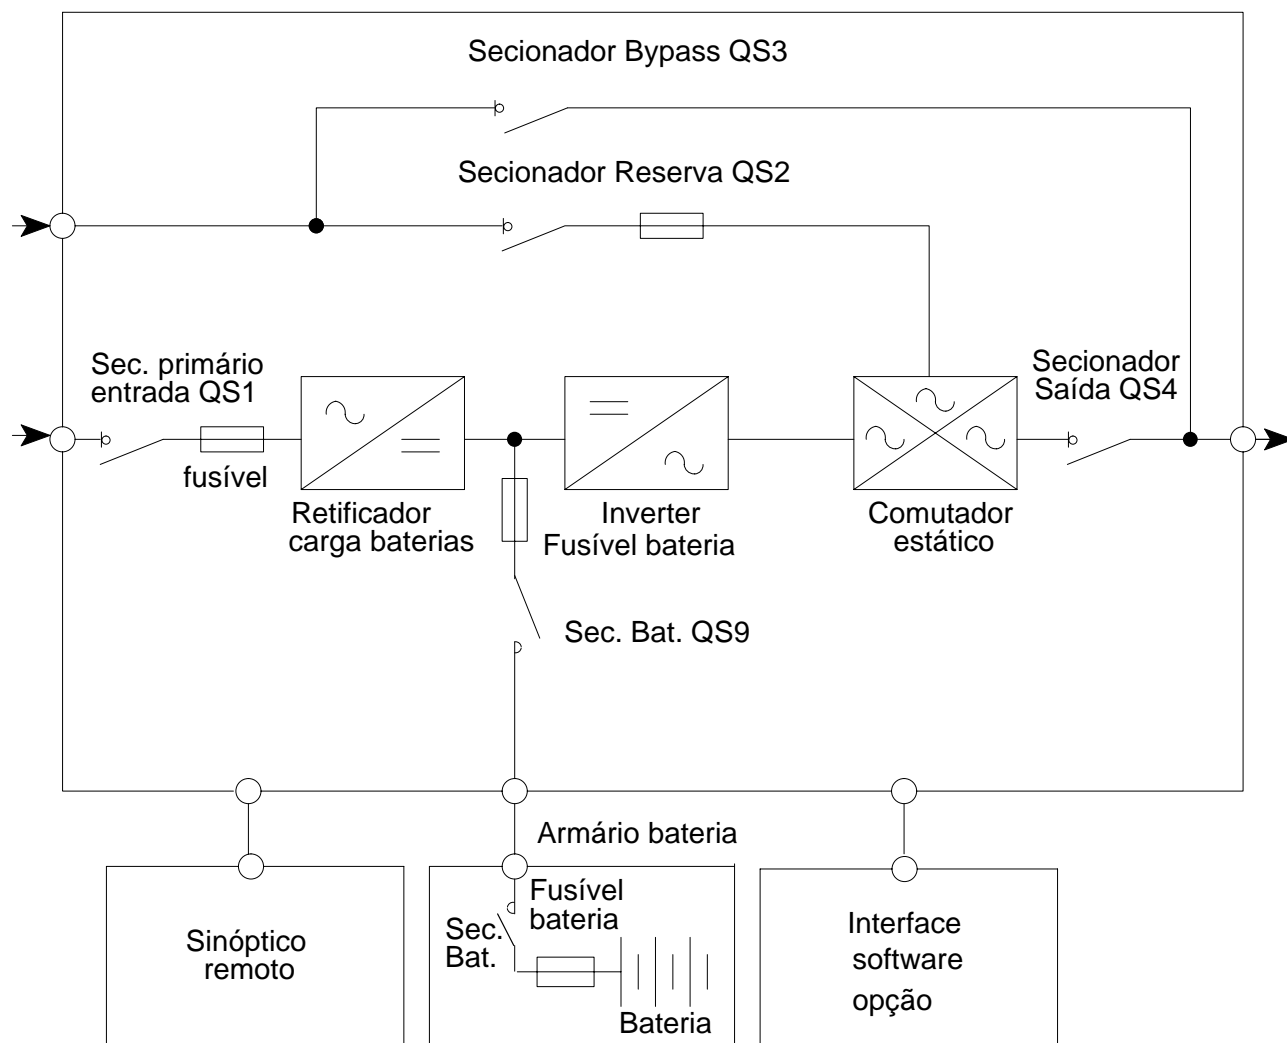 Secionador Bypass QS3
Secionador Reserva QS2
Sec. primário
entrada QS1
Secionador
Saída QS4
fusível
Retificador
carga baterias
Inverter
Fusível bateria
Comutador
estático
Sec. Bat. QS9
Armário bateria
Fusível
bateria
Sec.
Bat.
Bateria
Sinóptico
remoto
Interface
software
opção